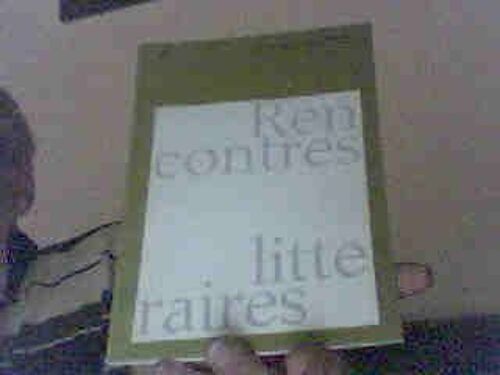 Ren
contres
litte
raires